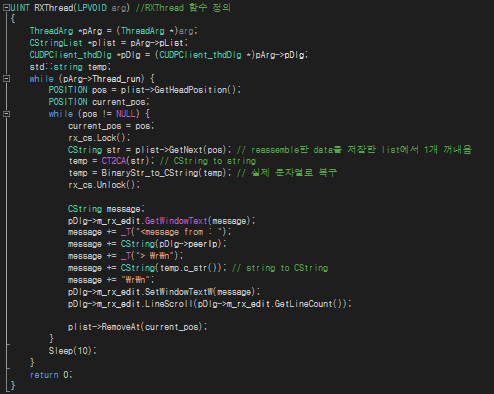 UINT RXThread(LPVOID arg) //RXThread 함수 정의
{
    ThreadArg *pArg = (ThreadArg *)arg;
    CStringList *plist = pArg->pList;
    CUDPClient_thdDlg *pDlg = (CUDPClient_thdDlg *)pArg->pDlg;
    std::string temp;
    while (pArg->Thread_run) {
        POSITION pos = plist->GetHeadPosition();
        POSITION current_pos;
        while (pos != NULL) {
            current_pos = pos;
            rx_cs.Lock();
            CString str = plist->GetNext(pos); // reassemble한 data를 저장한 list에서 1개 꺼내옴
            temp = CT2CA(str); // CString to string
            temp = BinaryStr_to_CString(temp); // 실제 문자열로 복구
            rx_cs.Unlock();

            CString message;
            pDlg->m_rx_edit.GetWindowText(message);
            message += _T("<message from : ");
            message += CString(pDlg->peerIp);
            message += _T("> ₩r₩n");
            message += CString(temp.c_str()); // string to CString
            message += "₩r₩n";
            pDlg->m_rx_edit.SetWindowTextW(message);
            pDlg->m_rx_edit.LineScroll(pDlg->m_rx_edit.GetLineCount());

            plist->RemoveAt(current_pos);
        }
        Sleep(10);
    }
    return 0;
}